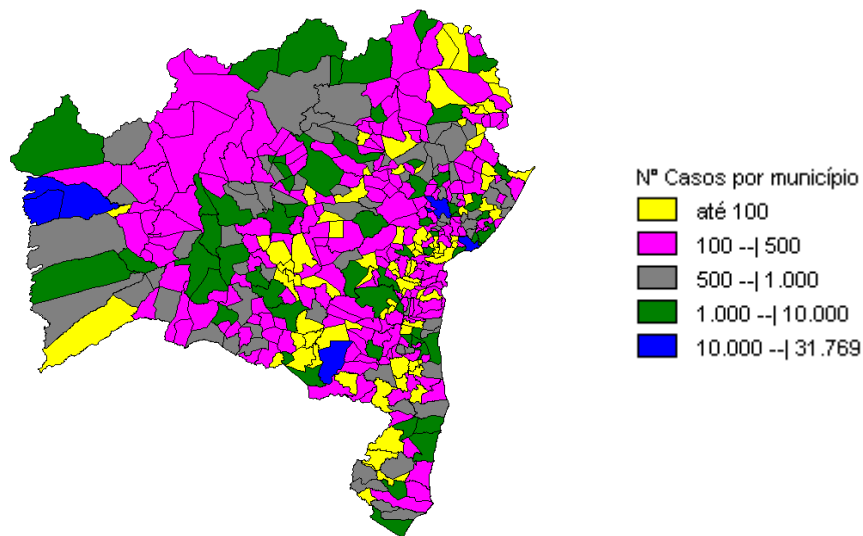 Nº Casos por município
até 100
100 --| 500
500 --| 1.000
1.000 --| 10.000
10.000 --| 31.769